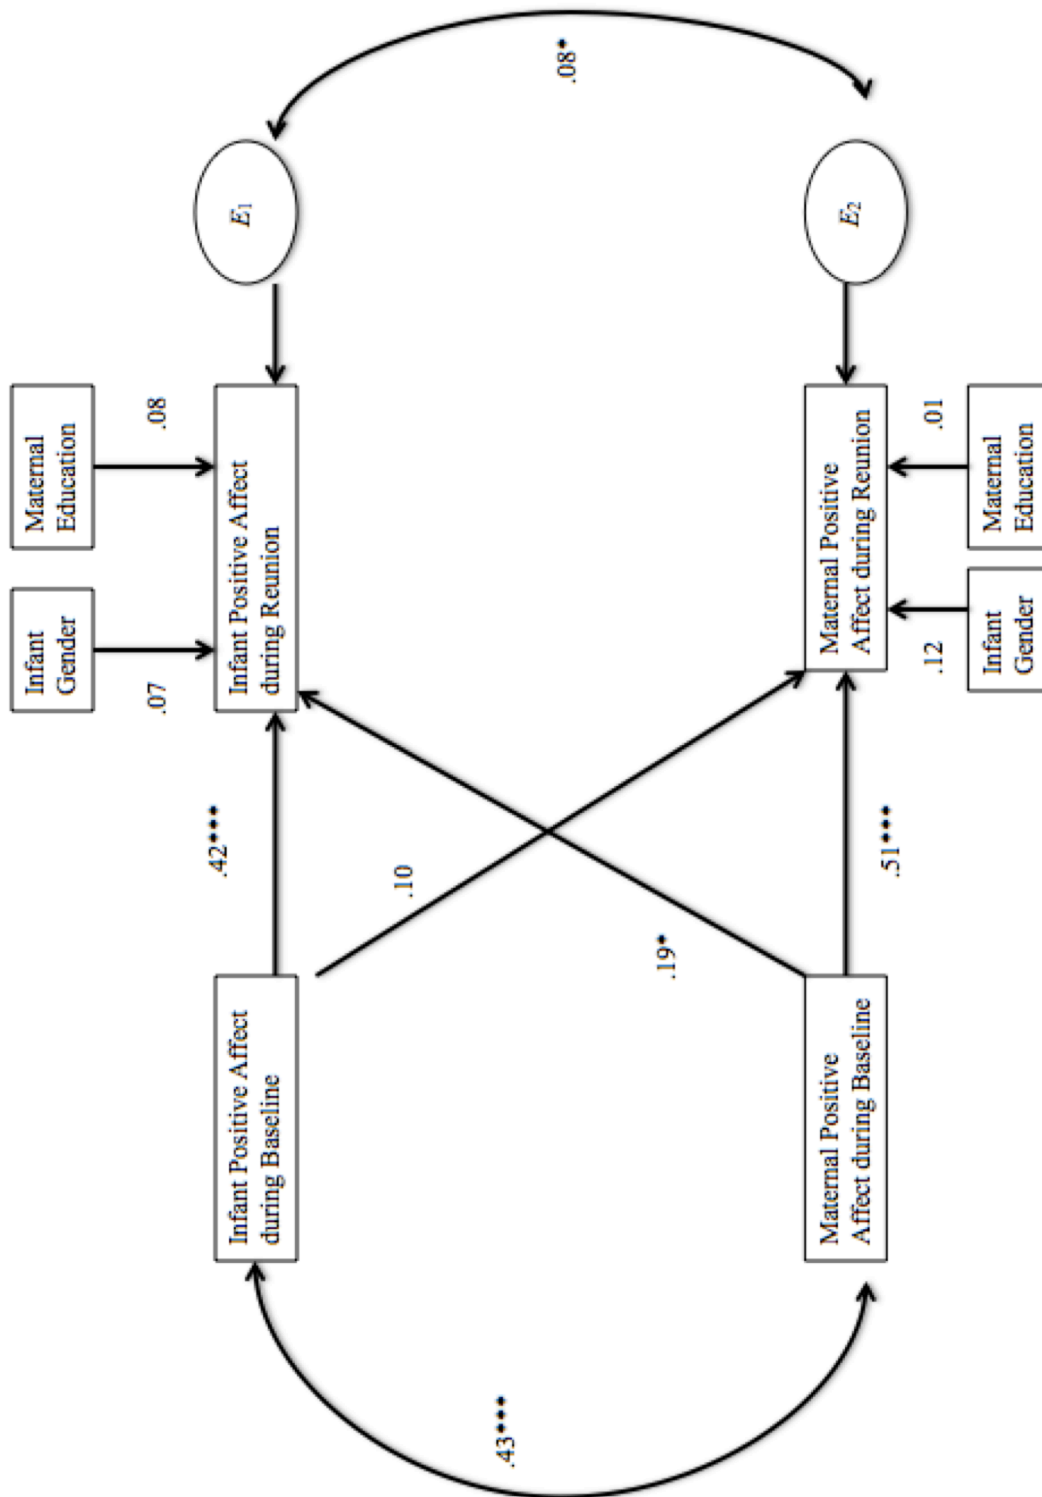 Infant
Gender
Maternal
Education
.07
.08
Infant Positive Affect
during Baseline
.42***
Infant Positive Affect
during Reunion
E1
.43***
.10
.19*
.08*
Maternal Positive
Affect during Baseline
.51***
Maternal Positive
Affect during Reunion
E2
.12
.01
Infant
Gender
Maternal
Education